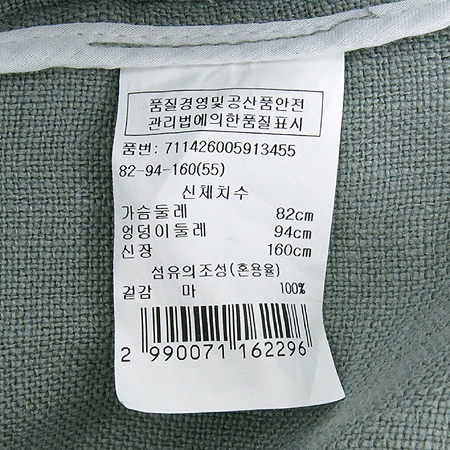 품질경영및공산품안전
관리법에의한품질표시
품번: 711426005913455
82-94-160(55)
신체치수
가슴둘레 82cm
엉덩이둘레 94cm
신장 160cm
섬유의조성(혼용율)
겉감 마 100%
2 990071 162296